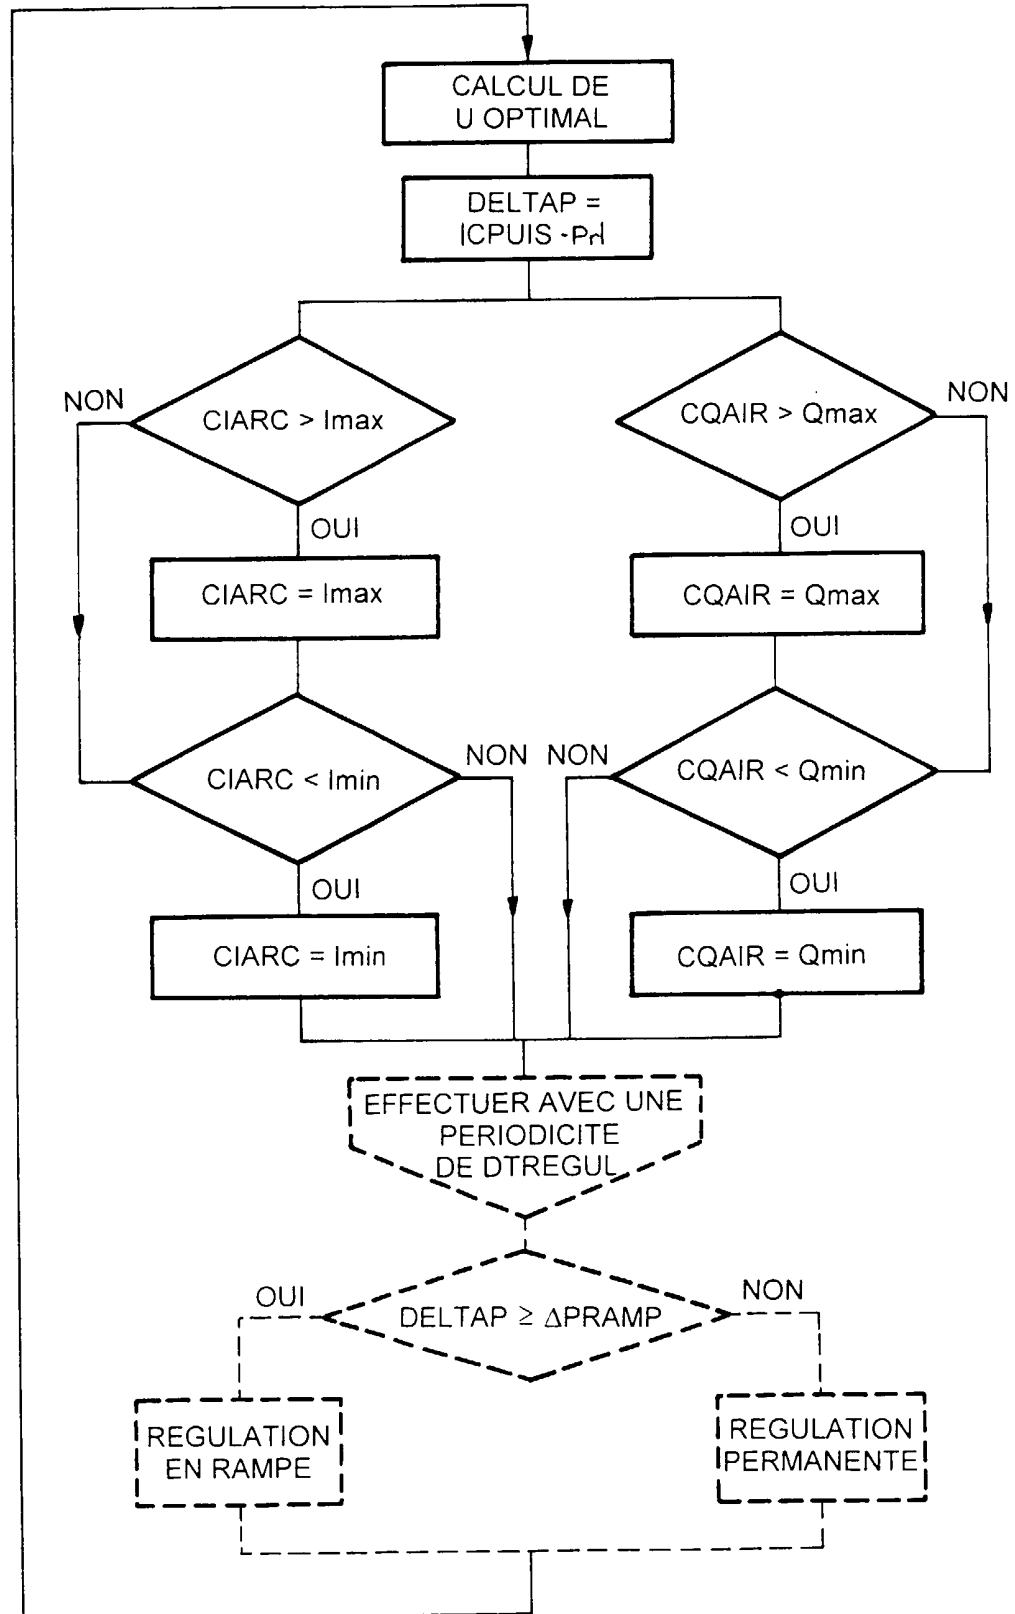 CALCUL DE
U OPTIMAL
DELTAP =
|CPUIS -Pr|
NON
CIARC > Imax
CQAIR > Qmax
NON
OUI
OUI
CIARC = Imax
CQAIR = Qmax
NON
NON
CIARC < Imin
CQAIR < Qmin
OUI
OUI
CIARC = Imin
CQAIR = Qmin
EFFECTUER AVEC UNE
PERIODICITE
DE DTREGUL
OUI
NON
DELTAP ≥ ΔPRAMP
REGULATION
EN RAMPE
REGULATION
PERMANENTE